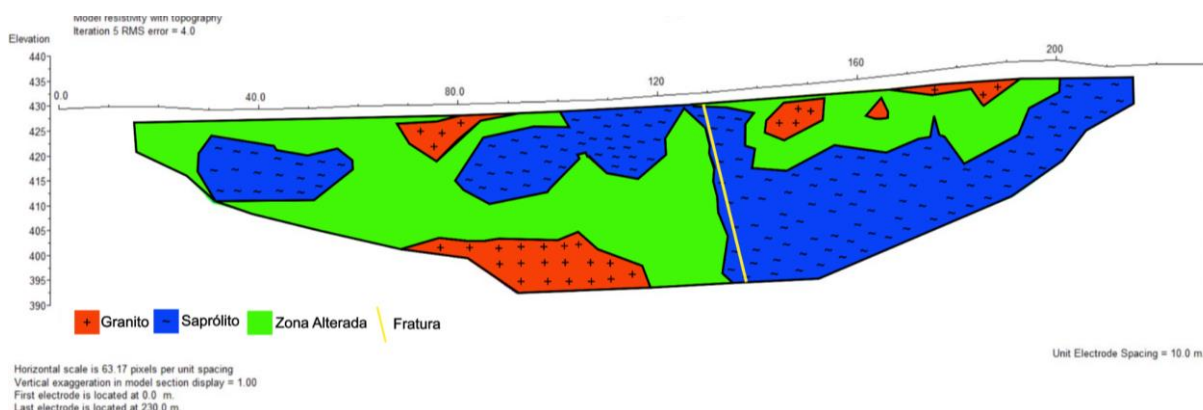 Model resistivity with topography
Iteration 5 RMS error = 4.0
Elevation
440
435
430
425
420
415
410
405
400
395
390
0.0 40.0 80.0 120 160 200
Granito Saprólito Zona Alterada Fratura
Unit Electrode Spacing = 10.0 m.
Horizontal scale is 63.17 pixels per unit spacing
Vertical exaggeration in model section display = 1.00
First electrode is located at 0.0 m.
Last electrode is located at 230.0 m.